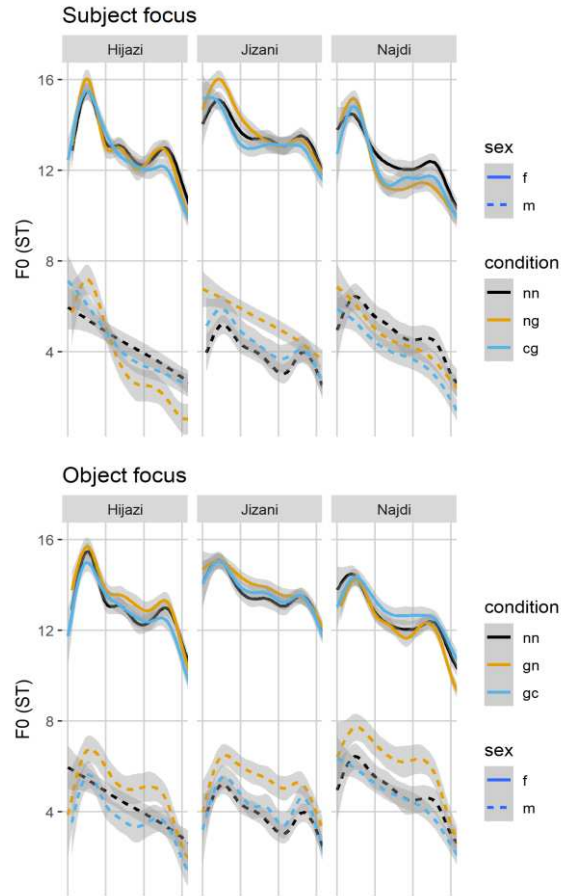 Subject focus
Hijazi
Jizani
Najdi
16
12
8
4
F0 (ST)
sex
f
m
condition
nn
ng
cg
Object focus
Hijazi
Jizani
Najdi
16
12
8
4
F0 (ST)
condition
nn
gn
gc
sex
f
m